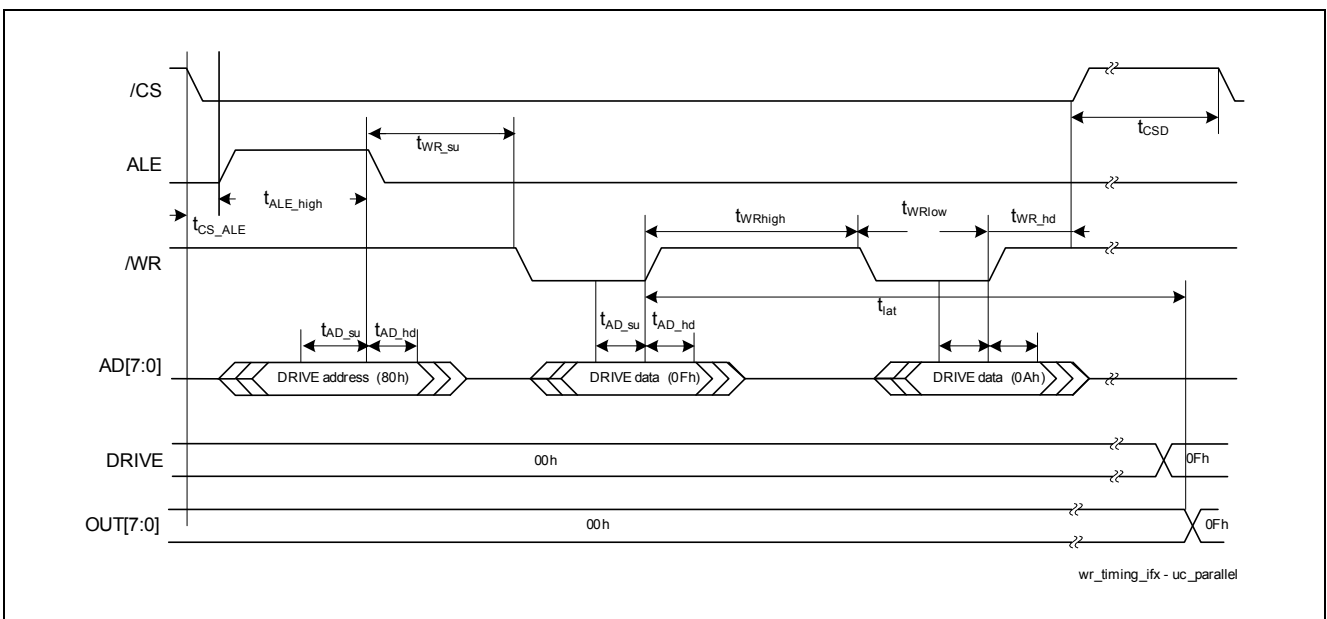 /CS
tCSD
tWR_su
ALE
tALE_high
tCS_ALE
tWRhigh
tWRlow
tWR_hd
/WR
tlat
tAD_su tAD_hd
tAD_su tAD_hd
AD[7:0]
DRIVE address (80h)
DRIVE data (0Fh)
DRIVE data (0Ah)
DRIVE
00h
0Fh
OUT[7:0]
00h
0Fh
wr_timing_ifx - uc_parallel